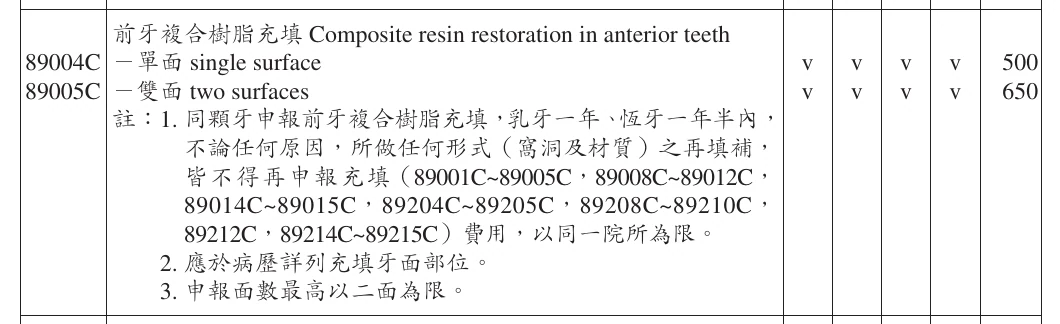 前牙複合樹脂充填 Composite resin restoration in anterior teeth
89004C －單面 single surface v v v v 500
89005C －雙面 two surfaces v v v v 650
註：1. 同顆牙申報前牙複合樹脂充填，乳牙一年、恆牙一年半內，
不論任何原因，所做任何形式（窩洞及材質）之再填補，
皆不得再申報充填（89001C~89005C，89008C~89012C，
89014C~89015C，89204C~89205C，89208C~89210C，
89212C，89214C~89215C）費用，以同一院所為限。
2. 應於病歷詳列充填牙面部位。
3. 申報面數最高以二面為限。